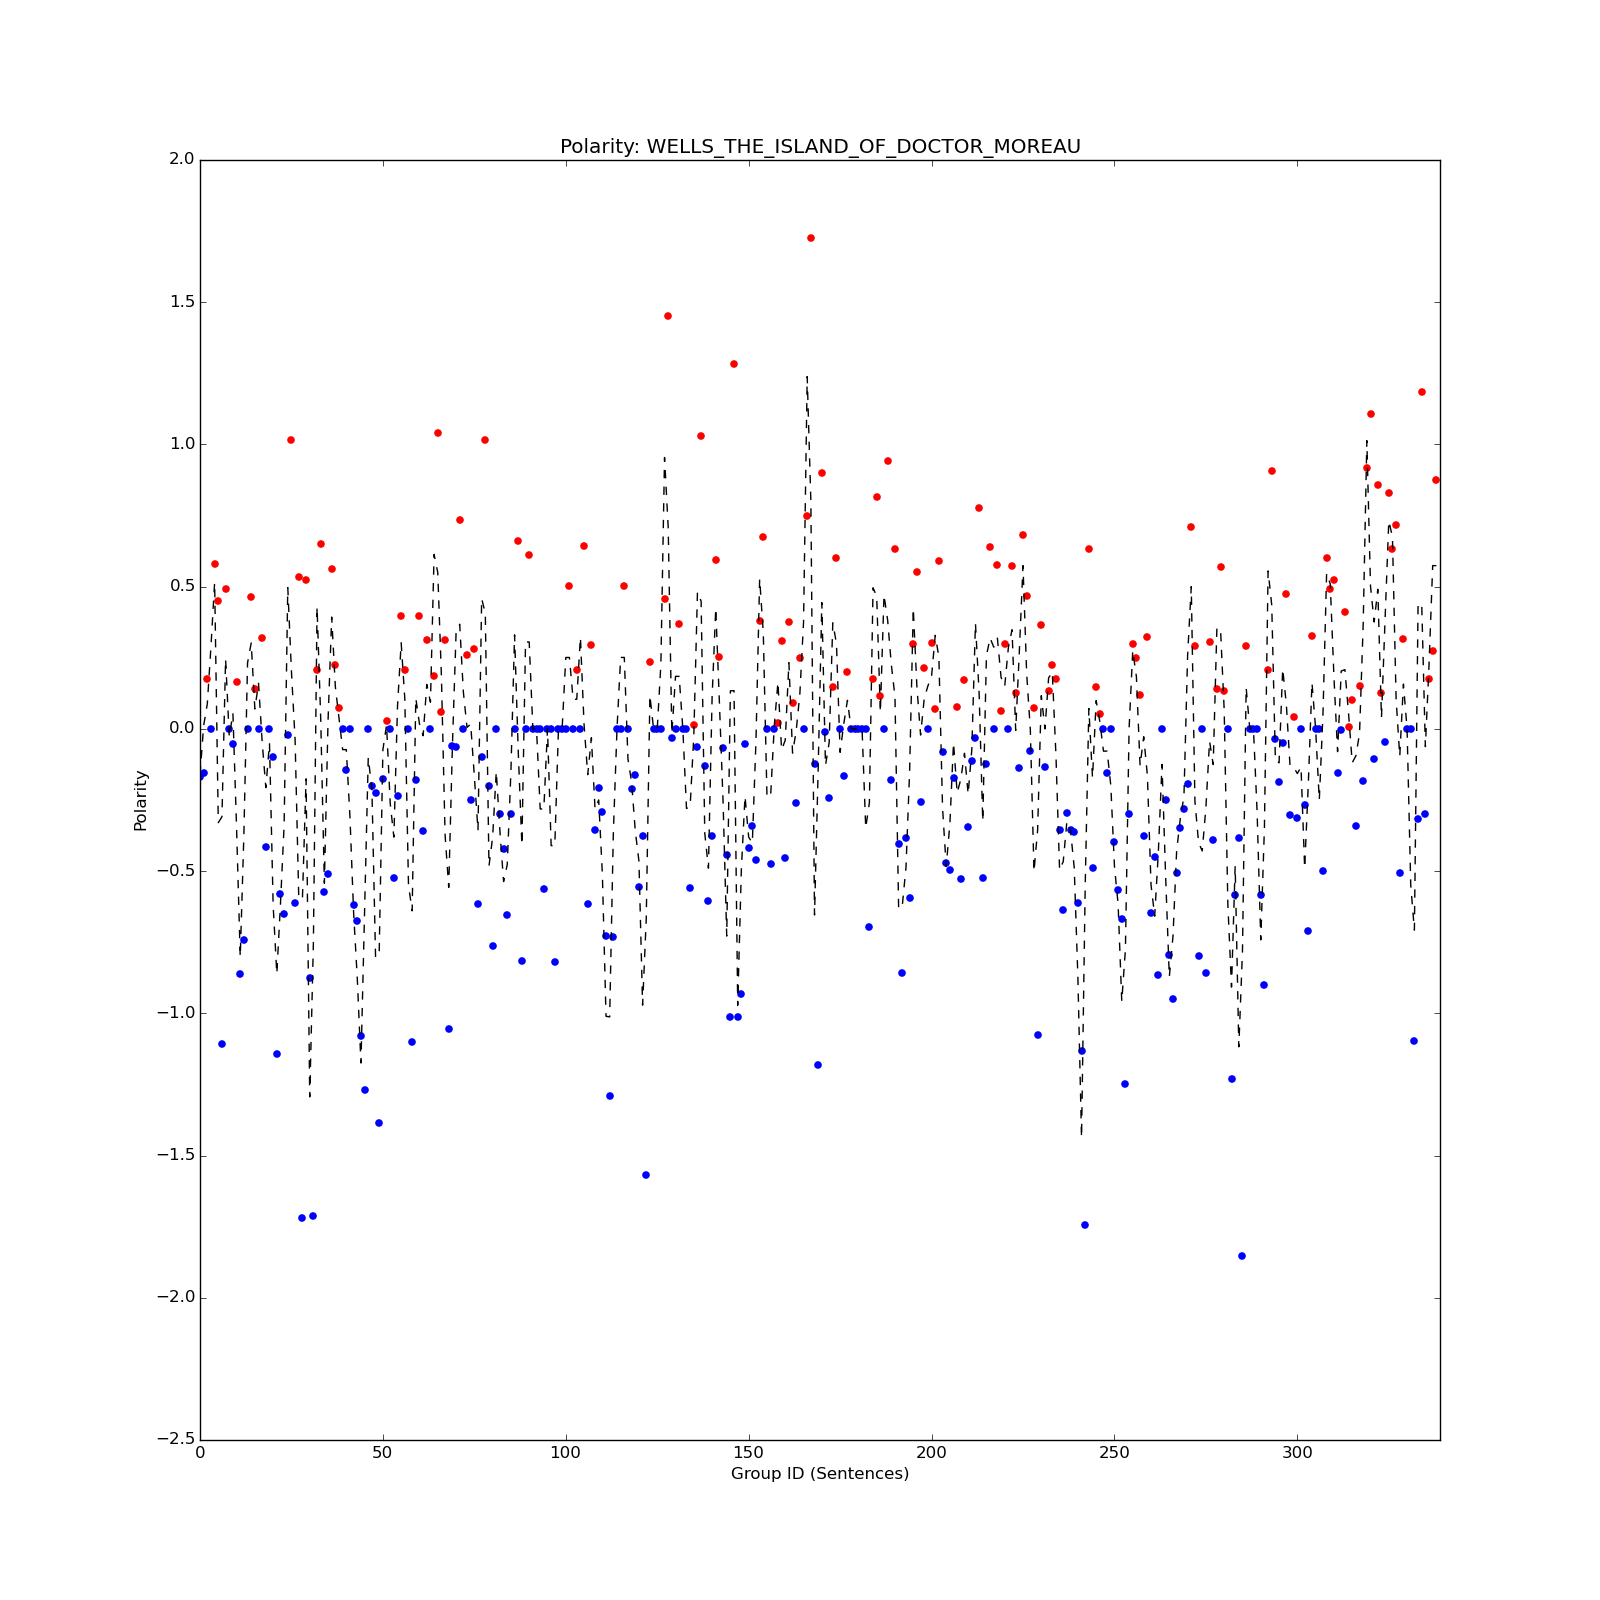 Polarity: WELLS_THE_ISLAND_OF_DOCTOR_MOREAU
2.0
1.5
1.0
0.5
0.0
−0.5
−1.0
−1.5
−2.0
−2.5
Polarity
0 50 100 150 200 250 300
Group ID (Sentences)